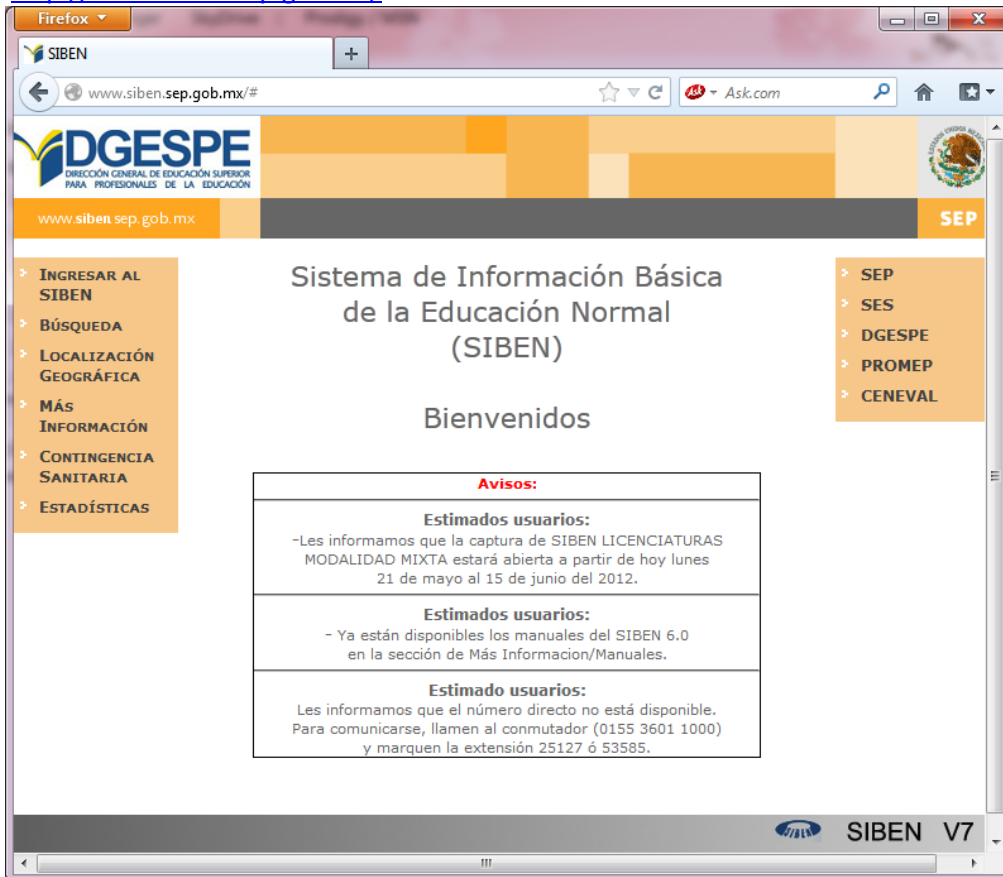 Firefox
SIBEN
www.siben.sep.gob.mx/#
Ask.com
DGESPE
DIRECCIÓN GENERAL DE EDUCACIÓN SUPERIOR
PARA PROFESIONALES DE LA EDUCACIÓN
www.siben.sep.gob.mx
SEP
INGRESAR AL
SIBEN
BÚSQUEDA
LOCALIZACIÓN
GEOGRÁFICA
MÁS
INFORMACIÓN
CONTINGENCIA
SANITARIA
ESTADÍSTICAS
Sistema de Información Básica
de la Educación Normal
(SIBEN)
Bienvenidos
Avisos:
Estimados usuarios:
-Les informamos que la captura de SIBEN LICENCIATURAS
MODALIDAD MIXTA estará abierta a partir de hoy lunes
21 de mayo al 15 de junio del 2012.
Estimados usuarios:
- Ya están disponibles los manuales del SIBEN 6.0
en la sección de Más Informacion/Manuales.
Estimado usuarios:
Les informamos que el número directo no está disponible.
Para comunicarse, llamen al conmutador (0155 3601 1000)
y marquen la extensión 25127 ó 53585.
SEP
SES
DGESPE
PROMEP
CENEVAL
SIBEN
SIBEN V7